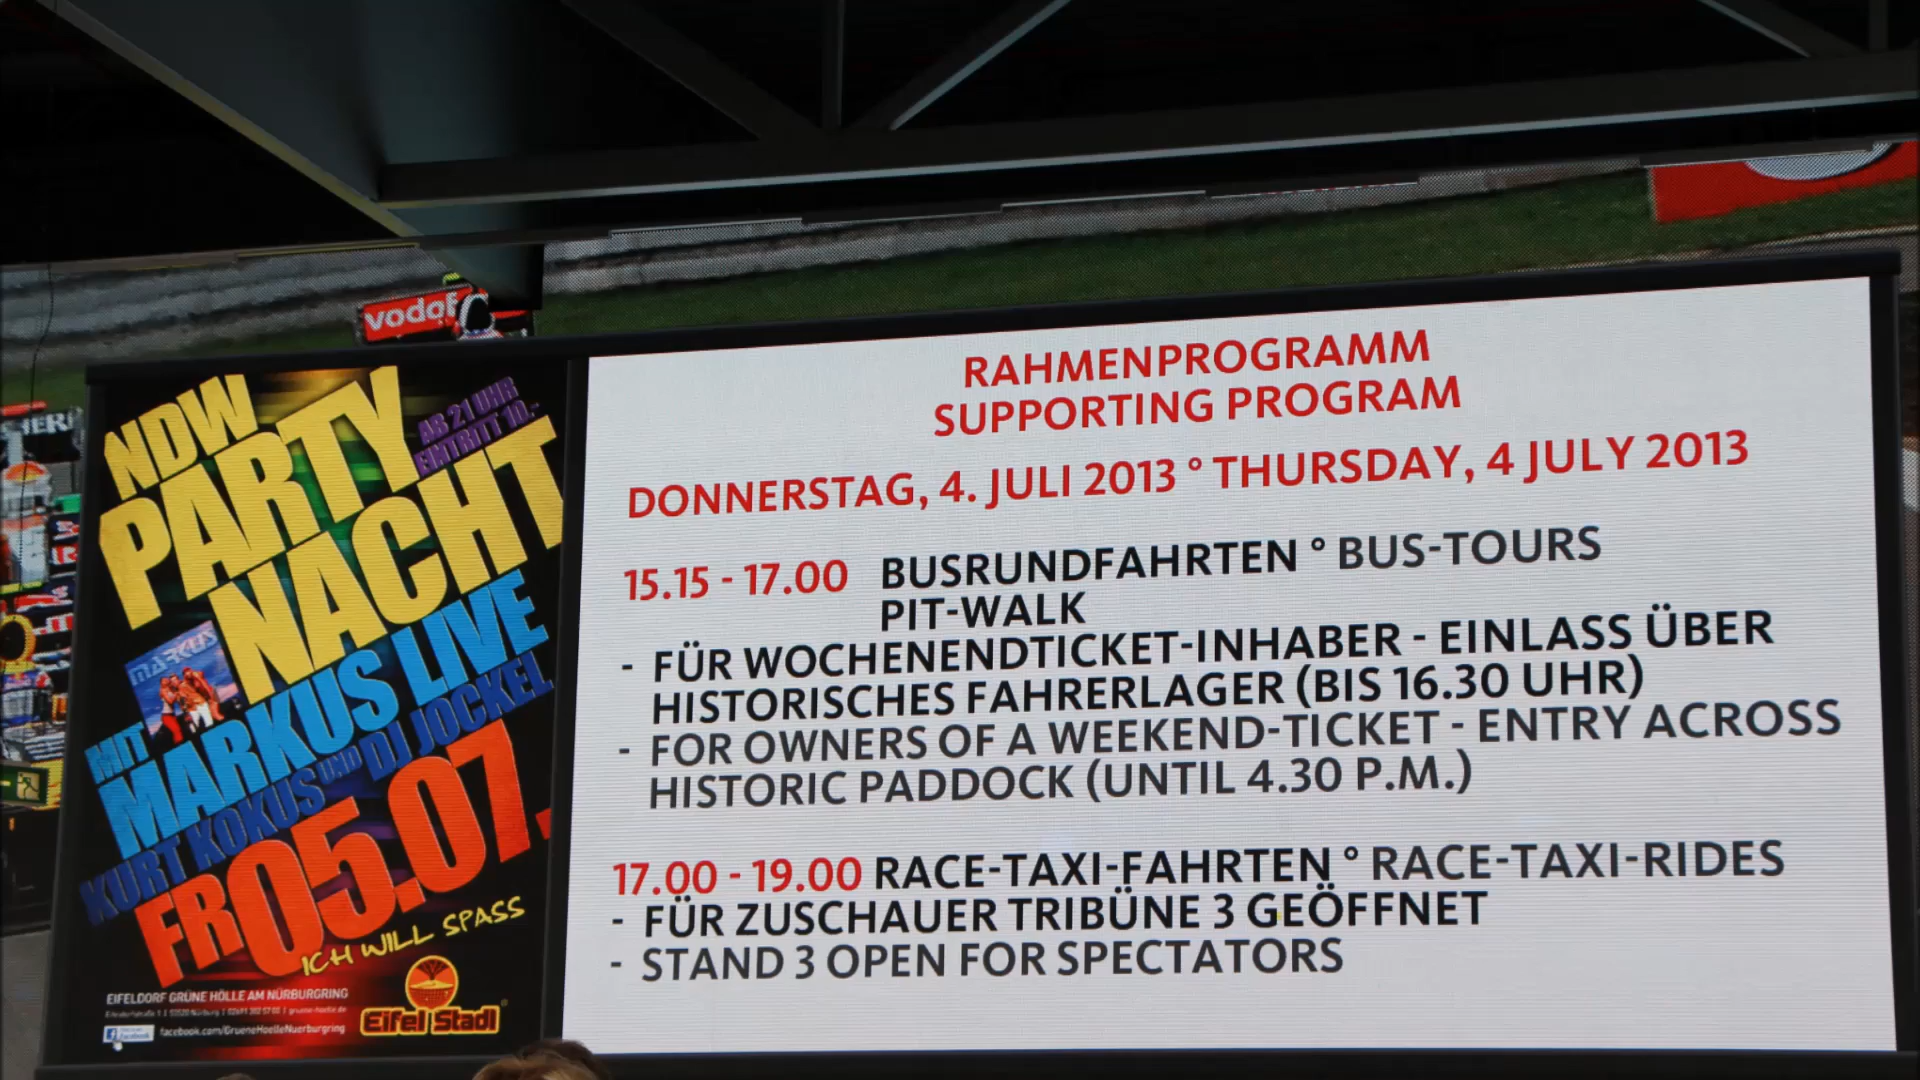 vodaf
NDW
PARTY
NACHT
AB 21 UHR
EINTRITT 10.-
MARKUS
MIT
MARKUS LIVE
KURT KOKUS UND DJ JOCKEL
FR 05.07.
ICH WILL SPASS
EIFELDORF GRÜNE HÖLLE AM NÜRBURGRING
facebook.com/GrueneHoelleNuerburgring
Eifel Stadl
RAHMENPROGRAMM
SUPPORTING PROGRAM
DONNERSTAG, 4. JULI 2013 ° THURSDAY, 4 JULY 2013
15.15 - 17.00 BUSRUNDFAHRTEN ° BUS-TOURS
PIT-WALK
- FÜR WOCHENENDTICKET-INHABER - EINLASS ÜBER
HISTORISCHES FAHRERLAGER (BIS 16.30 UHR)
- FOR OWNERS OF A WEEKEND-TICKET - ENTRY ACROSS
HISTORIC PADDOCK (UNTIL 4.30 P.M.)
17.00 - 19.00 RACE-TAXI-FAHRTEN ° RACE-TAXI-RIDES
- FÜR ZUSCHAUER TRIBÜNE 3 GEÖFFNET
- STAND 3 OPEN FOR SPECTATORS